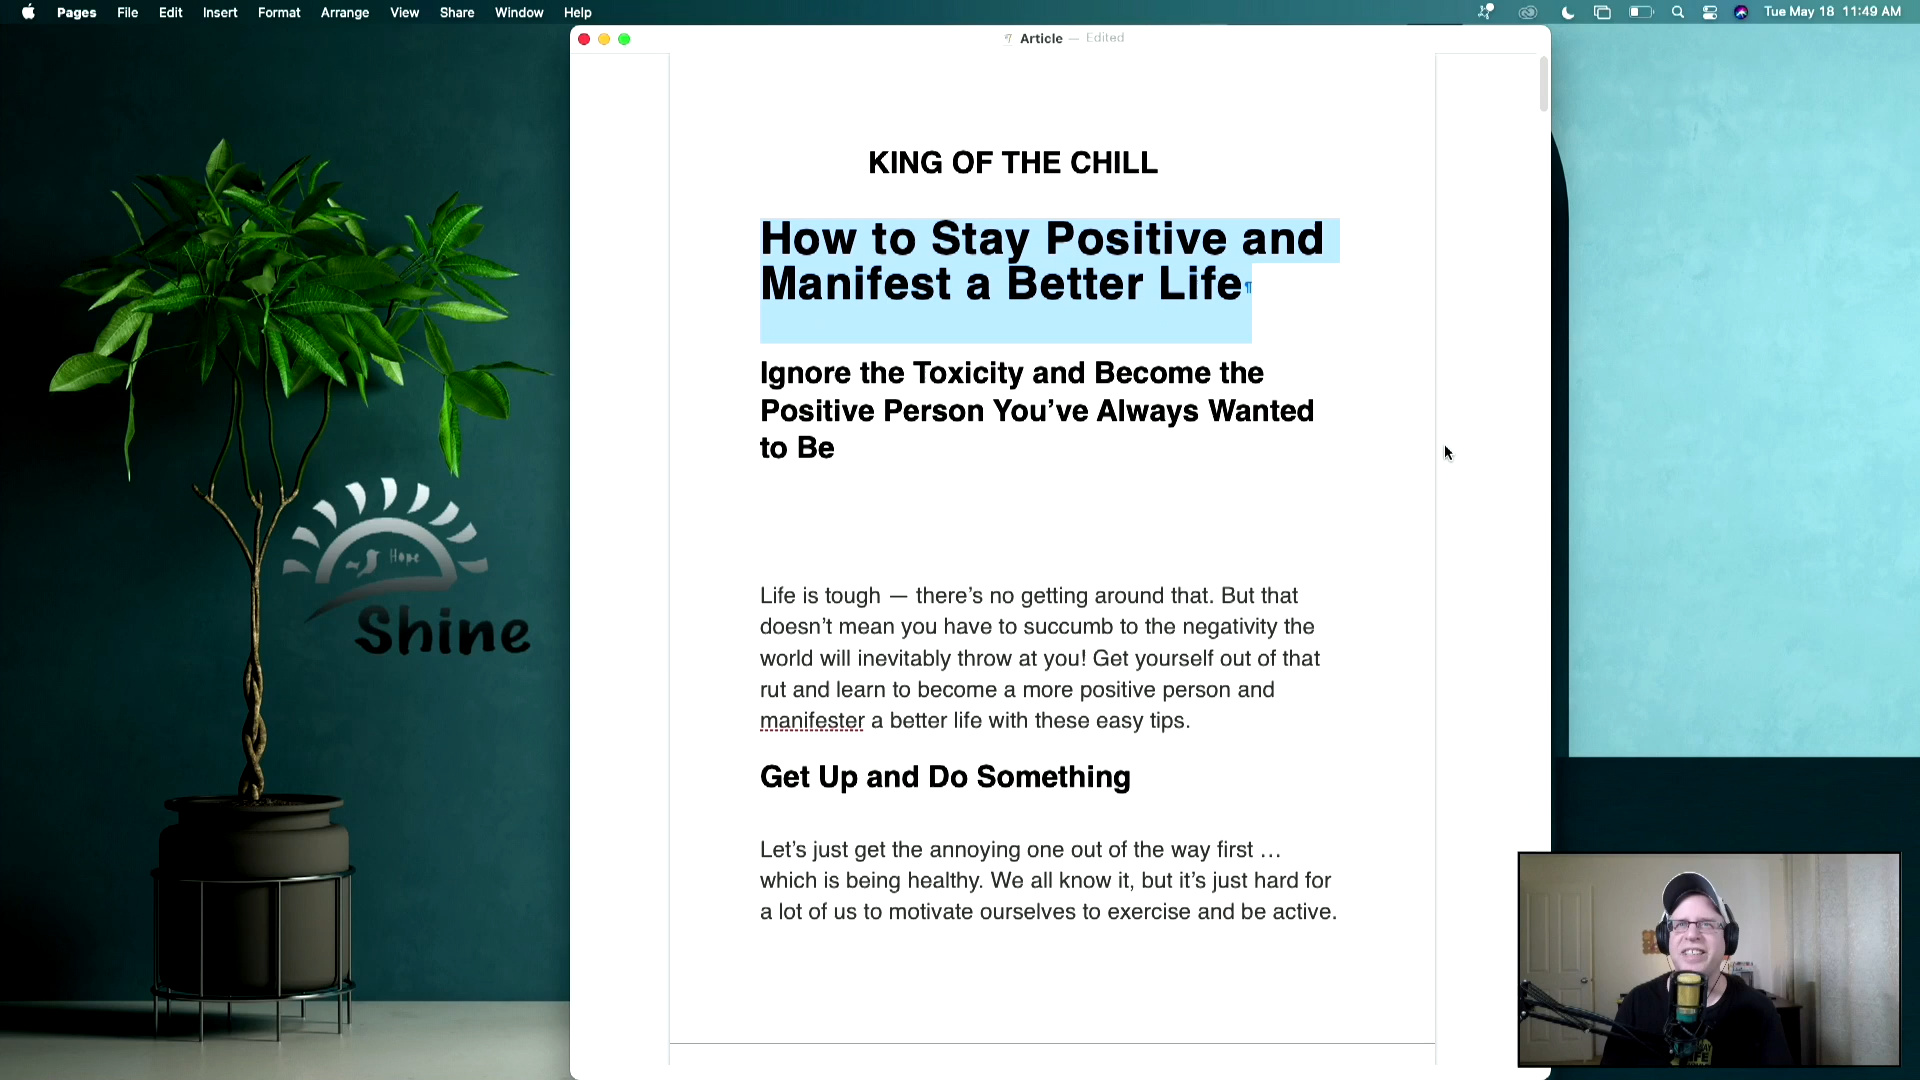 Pages File Edit Insert Format Arrange View Share Window Help
Tue May 18 11:49 AM
Article — Edited
KING OF THE CHILL
How to Stay Positive and
Manifest a Better Life¶
Ignore the Toxicity and Become the
Positive Person You’ve Always Wanted
to Be
Hope
Shine
Life is tough — there’s no getting around that. But that
doesn’t mean you have to succumb to the negativity the
world will inevitably throw at you! Get yourself out of that
rut and learn to become a more positive person and
manifester a better life with these easy tips.
Get Up and Do Something
Let’s just get the annoying one out of the way first …
which is being healthy. We all know it, but it’s just hard for
a lot of us to motivate ourselves to exercise and be active.